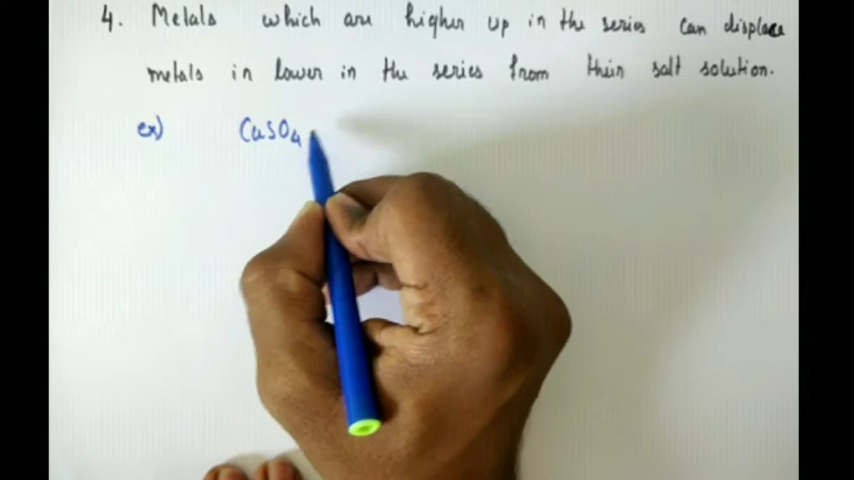 4. Metals which are higher up in the series can displace
metals in lower in the series from their salt solution.
ex) CuSO4